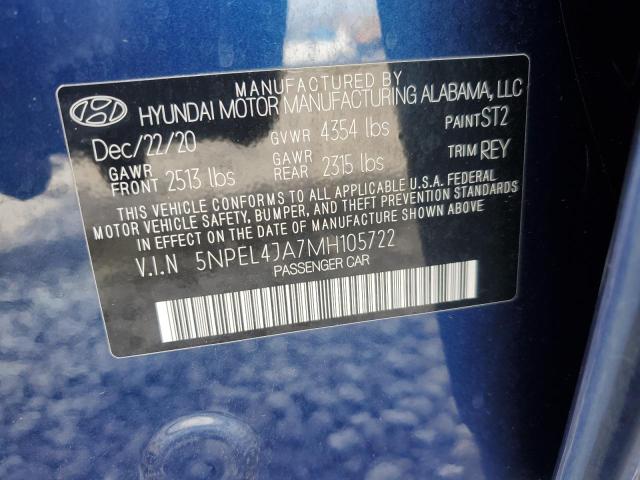 MANUFACTURED BY
HYUNDAI MOTOR MANUFACTURING ALABAMA, LLC
Dec/22/20 GVWR 4354 lbs PAINT ST2
GAWR FRONT 2513 lbs GAWR REAR 2315 lbs TRIM REY
THIS VEHICLE CONFORMS TO ALL APPLICABLE U.S.A. FEDERAL
MOTOR VEHICLE SAFETY, BUMPER, AND THEFT PREVENTION STANDARDS
IN EFFECT ON THE DATE OF MANUFACTURE SHOWN ABOVE
V.I.N 5NPEL4JA7MH105722
PASSENGER CAR